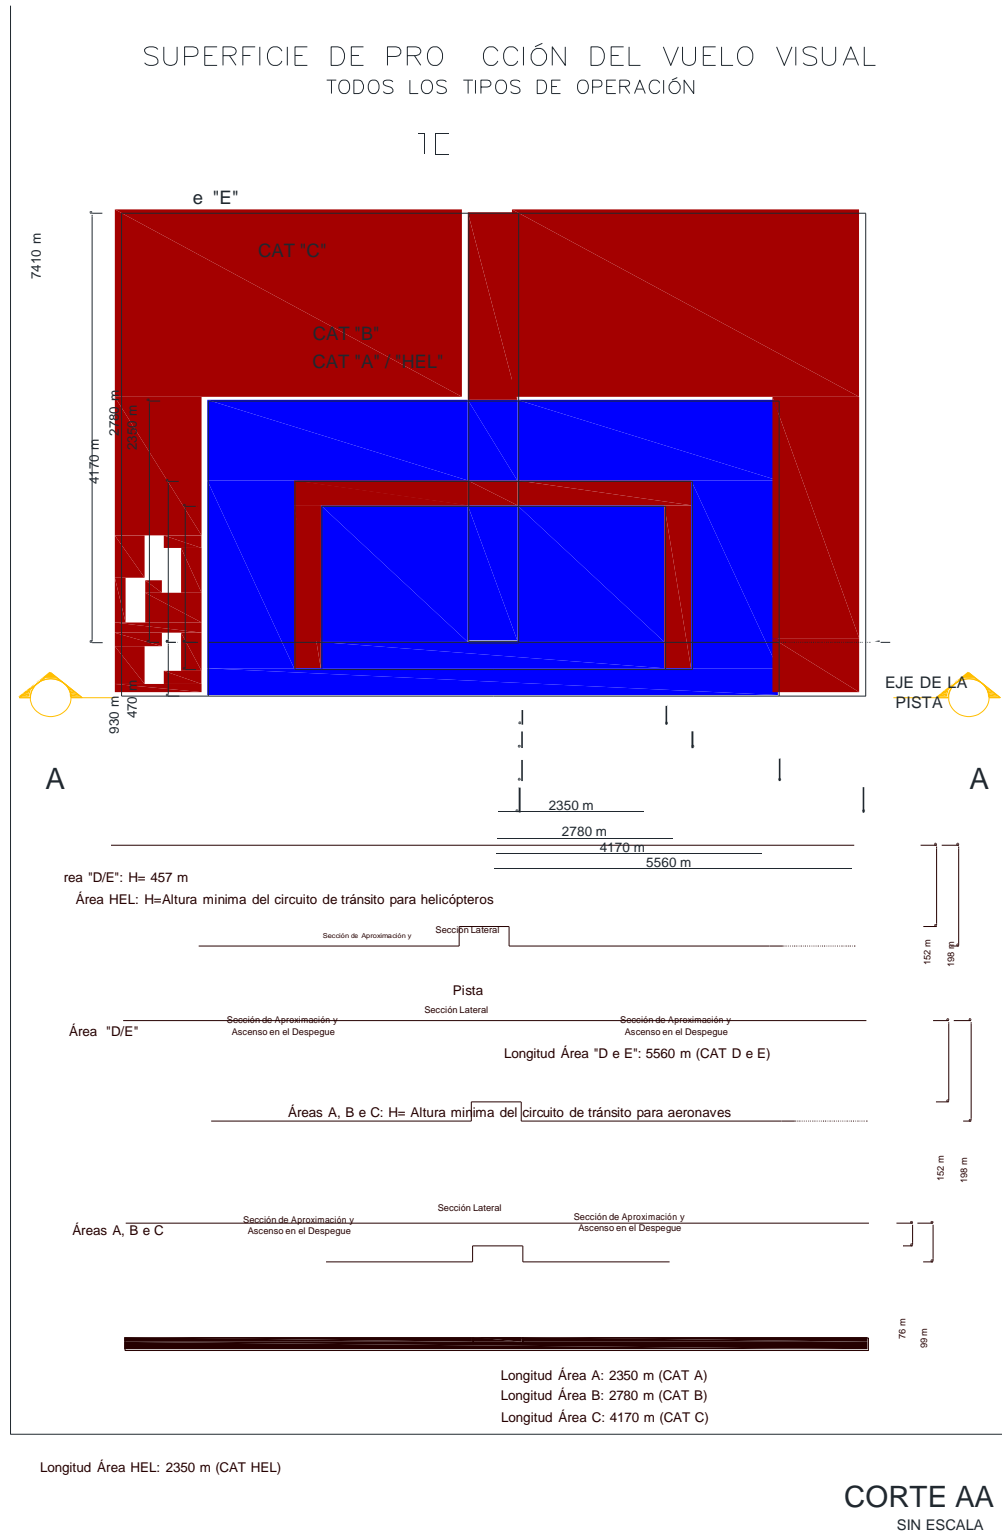 SUPERFICIE DE PRO CCIÓN DEL VUELO VISUAL
TODOS LOS TIPOS DE OPERACIÓN
e "E"
CAT "C"
7410 m
CAT "B"
CAT "A" / "HEL"
2780 m
2350 m
4170 m
EJE DE LA
PISTA
930 m
470 m
A
A
2350 m
2780 m
4170 m
5560 m
rea "D/E": H= 457 m
Área HEL: H=Altura minima del circuito de tránsito para helicópteros
Sección Lateral
Sección de Aproximación y
152 m
198 m
Pista
Sección Lateral
Sección de Aproximación y
Ascenso en el Despegue
Sección de Aproximación y
Ascenso en el Despegue
Área "D/E"
Longitud Área "D e E": 5560 m (CAT D e E)
Áreas A, B e C: H= Altura minima del circuito de tránsito para aeronaves
152 m
198 m
Sección Lateral
Sección de Aproximación y
Ascenso en el Despegue
Sección de Aproximación y
Ascenso en el Despegue
Áreas A, B e C
76 m
99 m
Longitud Área A: 2350 m (CAT A)
Longitud Área B: 2780 m (CAT B)
Longitud Área C: 4170 m (CAT C)
Longitud Área HEL: 2350 m (CAT HEL)
CORTE AA
SIN ESCALA